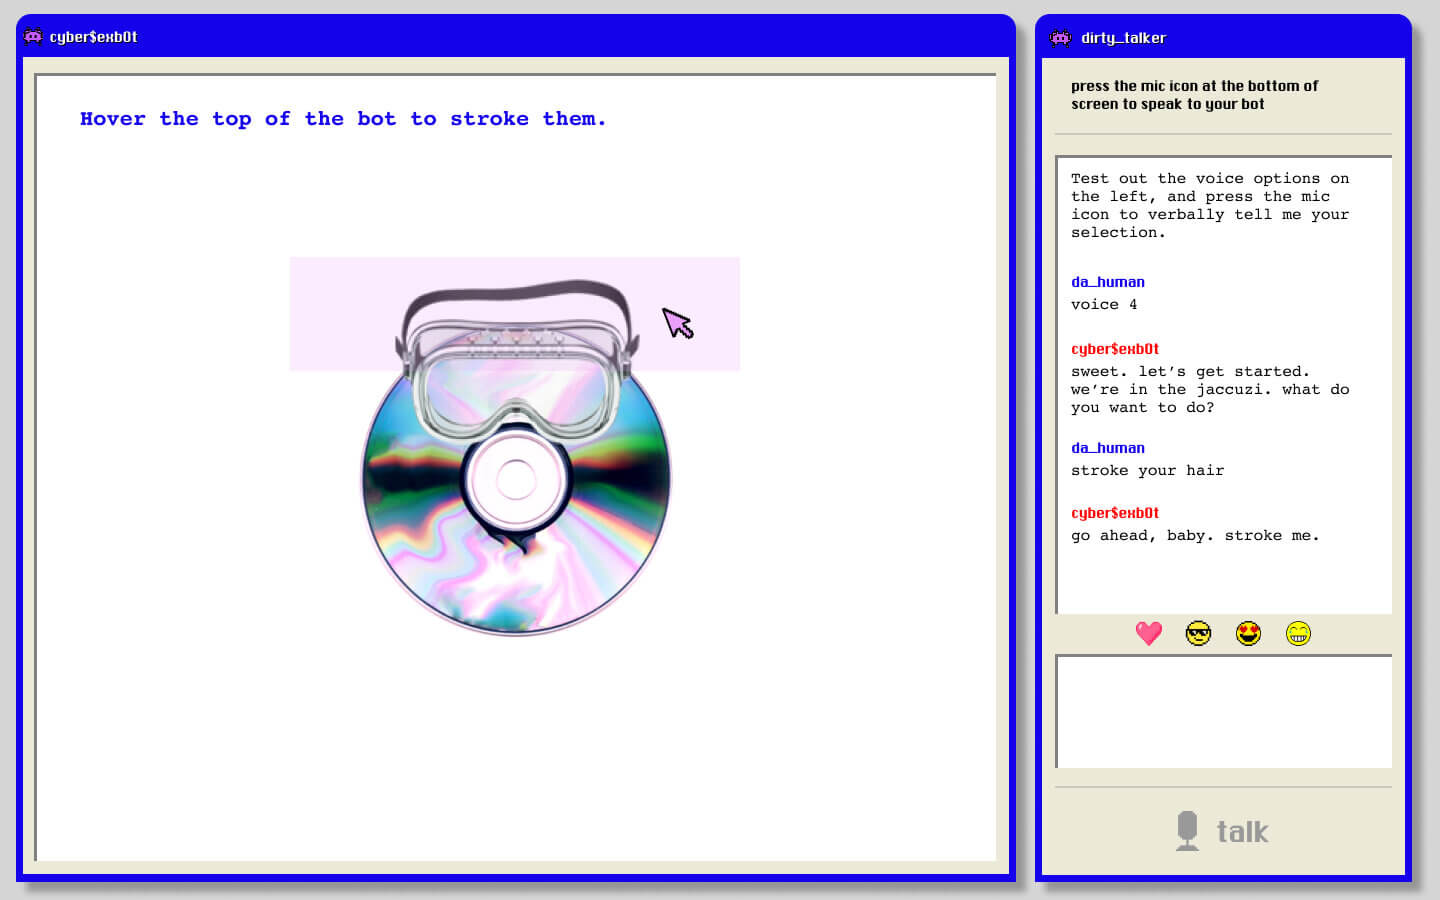 cyber$exb0t
Hover the top of the bot to stroke them.
dirty_talker
press the mic icon at the bottom of
screen to speak to your bot
Test out the voice options on
the left, and press the mic
icon to verbally tell me your
selection.
da_human
voice 4
cyber$exb0t
sweet. let’s get started.
we’re in the jaccuzi. what do
you want to do?
da_human
stroke your hair
cyber$exb0t
go ahead, baby. stroke me.
talk